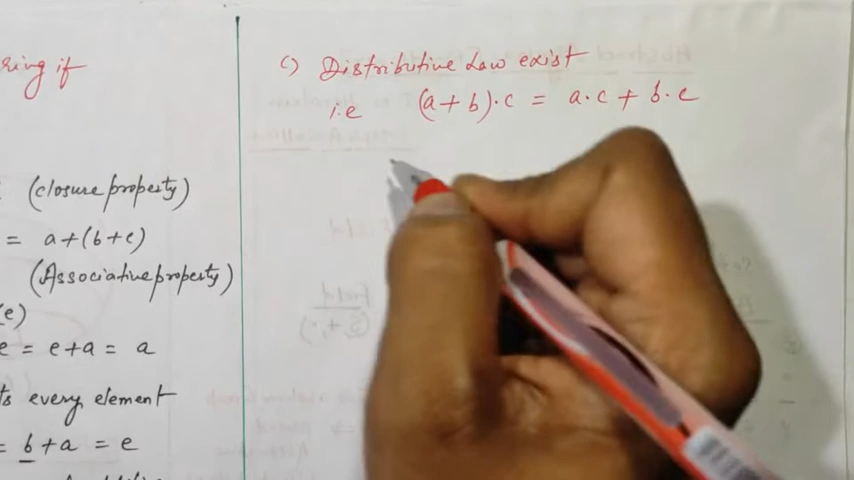 ring if
: (closure property)
= a+(b+c)
(Associative property)
(e)
e = e+a = a
ts every element
= b+a = e
c) Distributive Law exist
i.e (a+b)·c = a·c + b·c